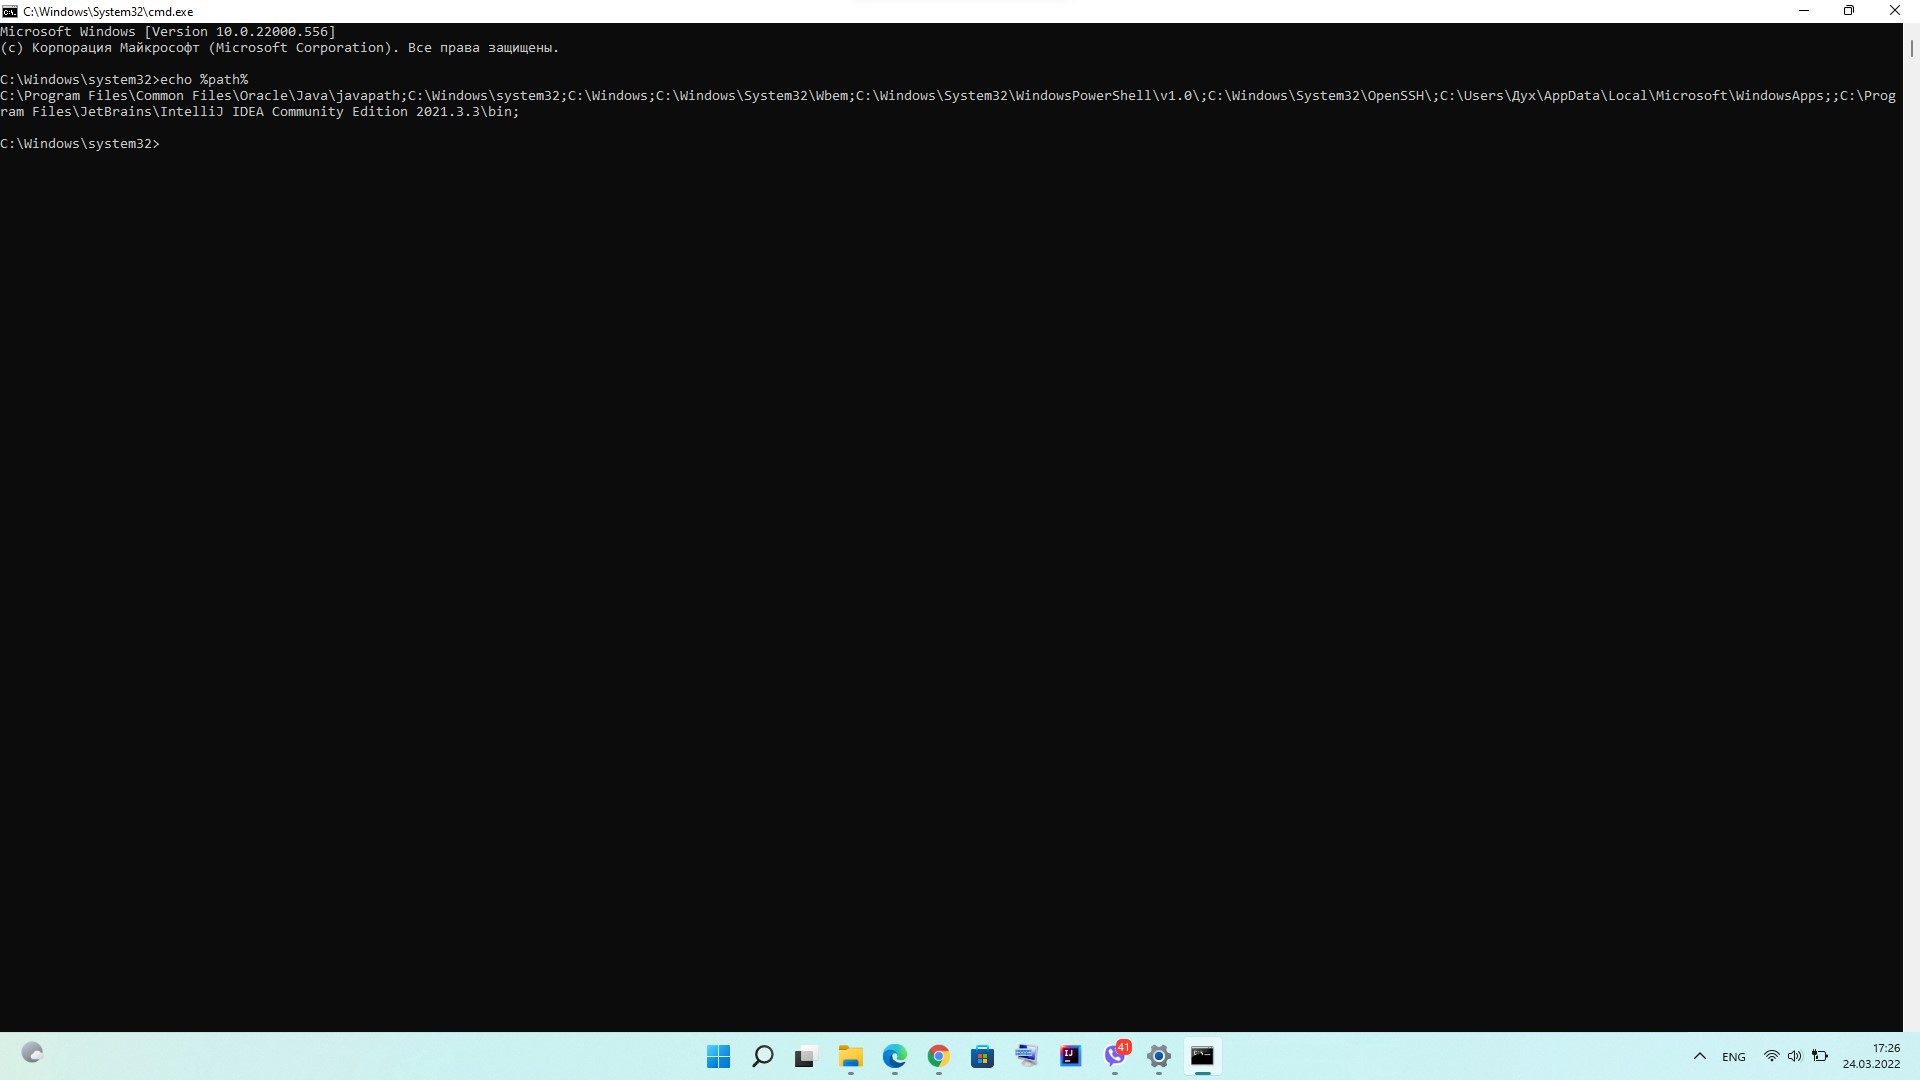 C:\Windows\System32\cmd.exe
Microsoft Windows [Version 10.0.22000.556]
(c) Корпорация Майкрософт (Microsoft Corporation). Все права защищены.
C:\Windows\system32>echo %path%
C:\Program Files\Common Files\Oracle\Java\javapath;C:\Windows\system32;C:\Windows;C:\Windows\System32\Wbem;C:\Windows\System32\WindowsPowerShell\v1.0\;C:\Windows\System32\OpenSSH\;C:\Users\Дух\AppData\Local\Microsoft\WindowsApps;;C:\Prog
ram Files\JetBrains\IntelliJ IDEA Community Edition 2021.3.3\bin;
C:\Windows\system32>
IJ
41
ENG
17:26
24.03.2022